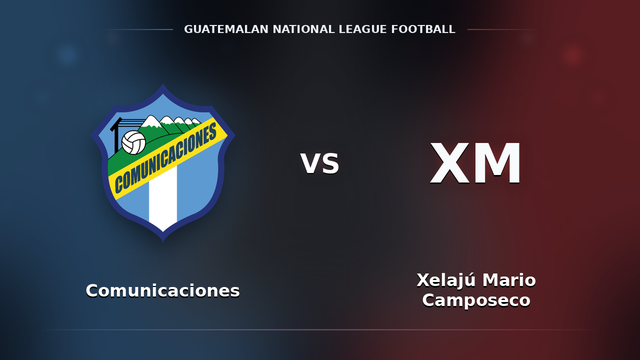 GUATEMALAN NATIONAL LEAGUE FOOTBALL
COMUNICACIONES
VS
XM
Comunicaciones
Xelajú Mario
Camposeco